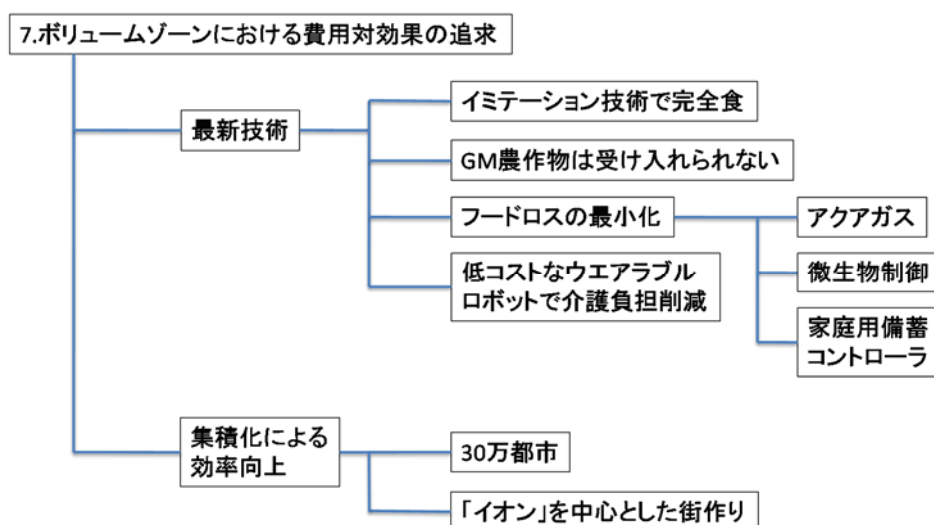 7.ボリュームゾーンにおける費用対効果の追求
最新技術
イミテーション技術で完全食
GM農作物は受け入れられない
フードロスの最小化
アクアガス
微生物制御
家庭用備蓄
コントローラ
低コストなウエアラブル
ロボットで介護負担削減
集積化による
効率向上
30万都市
「イオン」を中心とした街作り